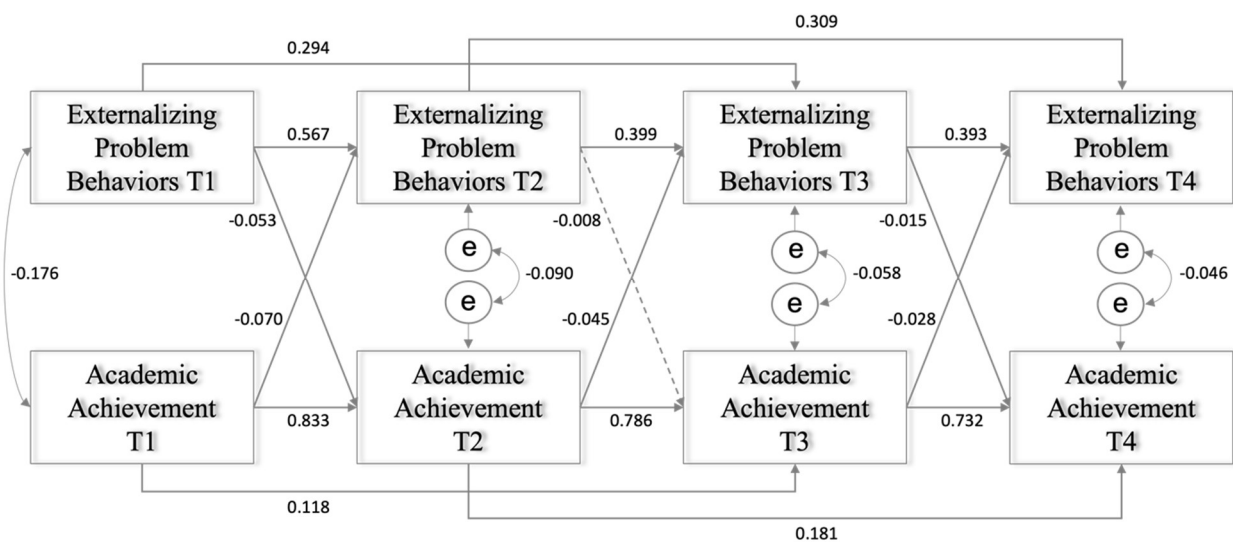 0.309
0.294
Externalizing
Problem
Behaviors T1
0.567
Externalizing
Problem
Behaviors T2
0.399
Externalizing
Problem
Behaviors T3
0.393
Externalizing
Problem
Behaviors T4
-0.053
-0.008
-0.015
-0.176
e
e
-0.090
e
e
-0.058
e
e
-0.046
-0.070
-0.045
-0.028
Academic
Achievement
T1
0.833
Academic
Achievement
T2
0.786
Academic
Achievement
T3
0.732
Academic
Achievement
T4
0.118
0.181